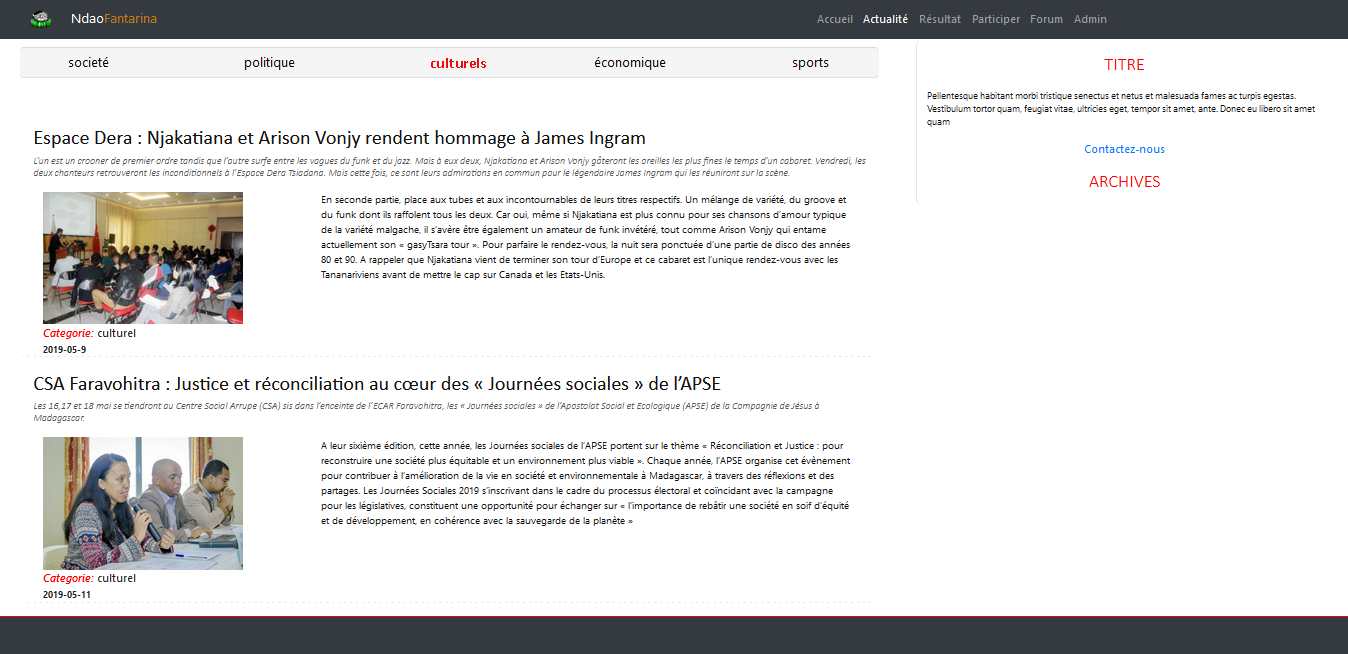 NdaoFantarina
Accueil Actualité Résultat Participer Forum Admin
societé politique culturels économique sports
Espace Dera : Njakatiana et Arison Vonjy rendent hommage à James Ingram
L'un est un crooner de premier ordre tandis que l'autre surfe entre les vagues du funk et du jazz. Mais à eux deux, Njakatiana et Arison Vonjy gâteront les oreilles les plus fines le temps d'un cabaret. Vendredi, les
deux chanteurs retrouveront les inconditionnels à l'Espace Dera Tsiadana. Mais cette fois, ce sont leurs admirations en commun pour le légendaire James Ingram qui les réuniront sur la scène.
En seconde partie, place aux tubes et aux incontournables de leurs titres respectifs. Un mélange de variété, du groove et
du funk dont ils raffolent tous les deux. Car oui, même si Njakatiana est plus connu pour ses chansons d'amour typique
de la variété malgache, il s'avère être également un amateur de funk invétéré, tout comme Arison Vonjy qui entame
actuellement son « gasyTsara tour ». Pour parfaire le rendez-vous, la nuit sera ponctuée d'une partie de disco des années
80 et 90. A rappeler que Njakatiana vient de terminer son tour d'Europe et ce cabaret est l'unique rendez-vous avec les
Tananariviens avant de mettre le cap sur Canada et les Etats-Unis.
Categorie: culturel
2019-05-9
CSA Faravohitra : Justice et réconciliation au cœur des « Journées sociales » de l'APSE
Les 16,17 et 18 mai se tiendront au Centre Social Arrupe (CSA) sis dans l'enceinte de l'ECAR Faravohitra, les « Journées sociales » de l'Apostolat Social et Ecologique (APSE) de la Compagnie de Jésus à
Madagascar.
A leur sixième édition, cette année, les Journées sociales de l'APSE portent sur le thème « Réconciliation et Justice : pour
reconstruire une société plus équitable et un environnement plus viable ». Chaque année, l'APSE organise cet évènement
pour contribuer à l'amélioration de la vie en société et environnementale à Madagascar, à travers des réflexions et des
partages. Les Journées Sociales 2019 s'inscrivant dans le cadre du processus électoral et coïncidant avec la campagne
pour les législatives, constituent une opportunité pour échanger sur « l'importance de rebâtir une société en soif d'équité
et de développement, en cohérence avec la sauvegarde de la planète »
Categorie: culturel
2019-05-11
TITRE
Pellentesque habitant morbi tristique senectus et netus et malesuada fames ac turpis egestas.
Vestibulum tortor quam, feugiat vitae, ultricies eget, tempor sit amet, ante. Donec eu libero sit amet
quam
Contactez-nous
ARCHIVES